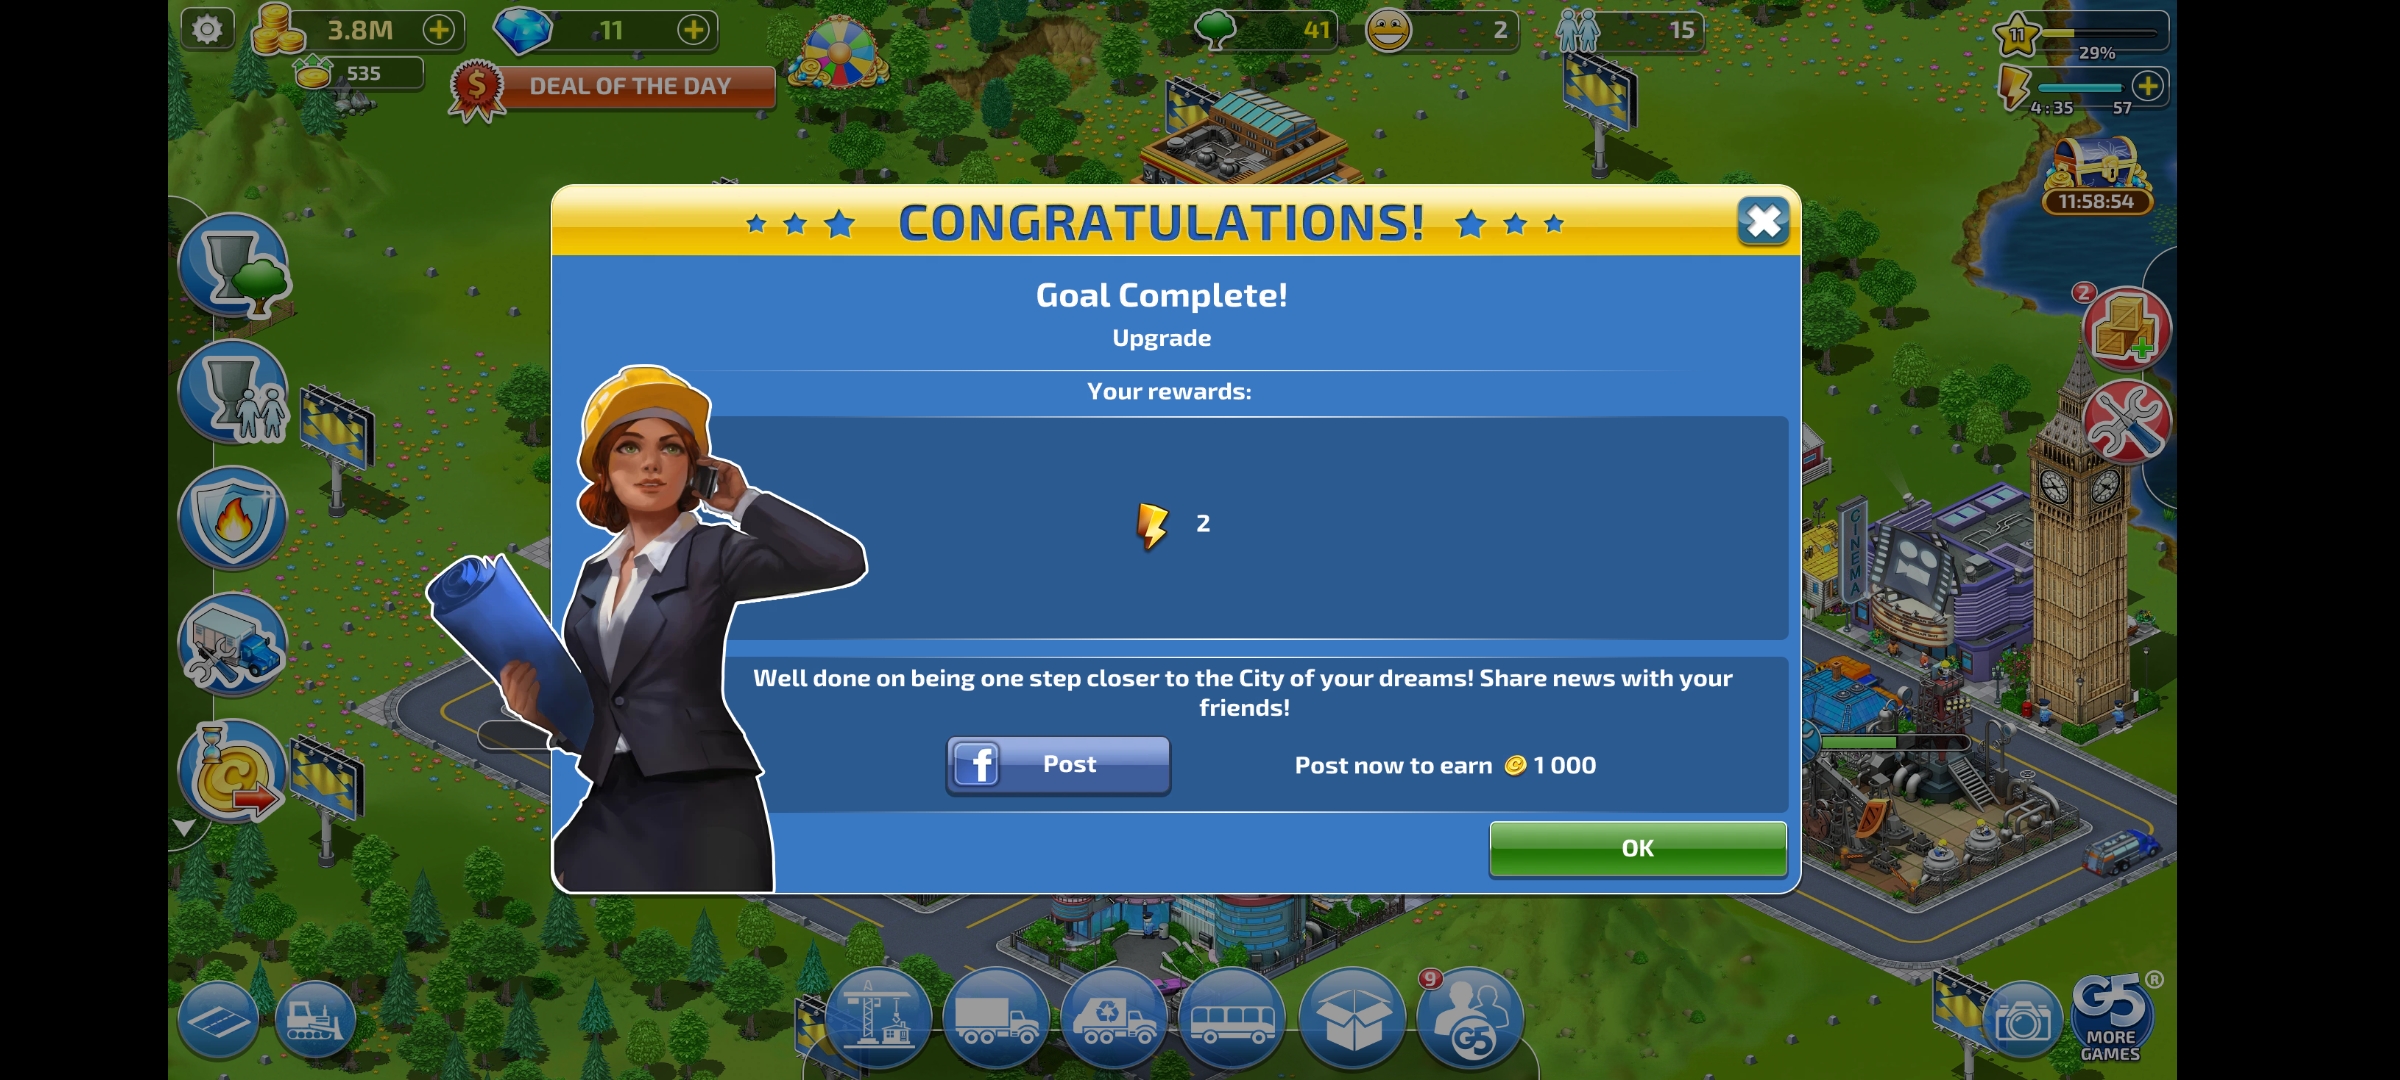 3.8M
11
41
2
15
11
29%
535
DEAL OF THE DAY
4:35
57
11:58:54
CONGRATULATIONS!
Goal Complete!
Upgrade
Your rewards:
2
2
CINEMA
Well done on being one step closer to the City of your dreams! Share news with your
friends!
f Post
Post now to earn 1 000
OK
9
G5
G5®
MORE
GAMES